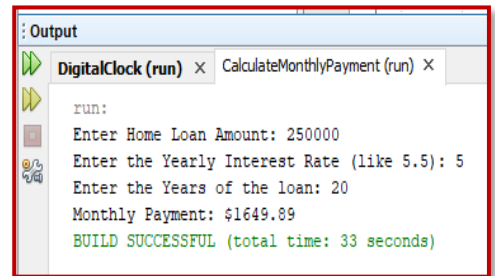 : Output
DigitalClock (run) × CalculateMonthlyPayment (run) ×
run:
Enter Home Loan Amount: 250000
Enter the Yearly Interest Rate (like 5.5): 5
Enter the Years of the loan: 20
Monthly Payment: $1649.89
BUILD SUCCESSFUL (total time: 33 seconds)